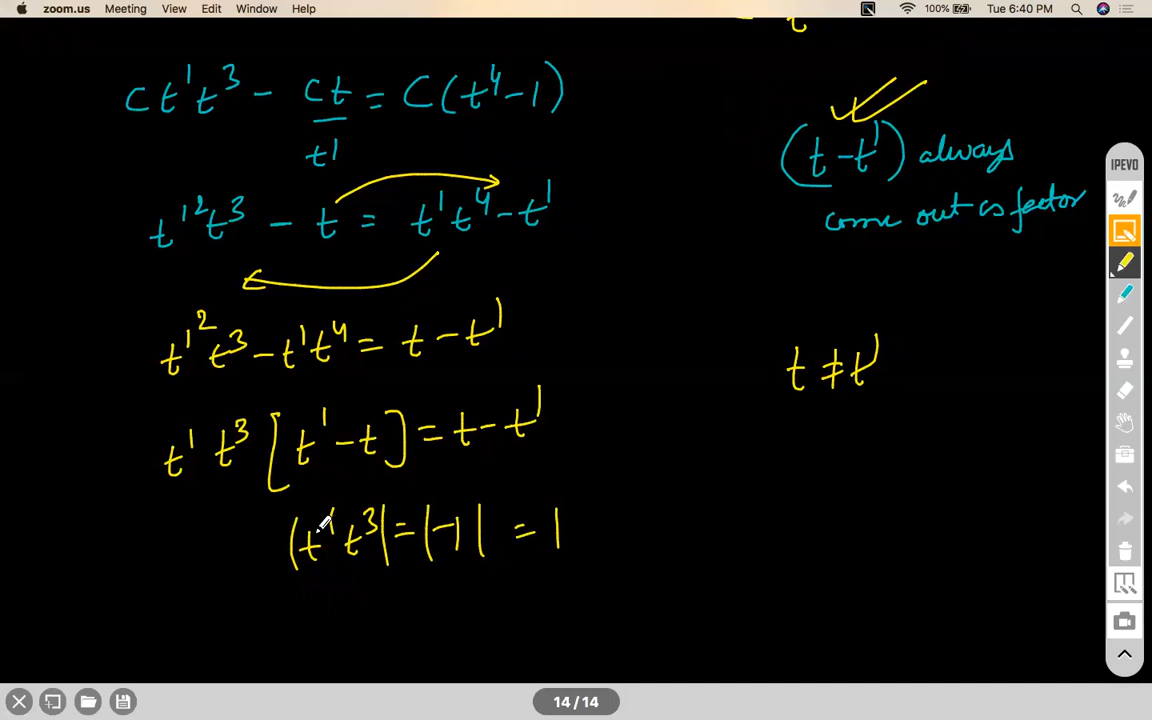 zoom.us Meeting View Edit Window Help 100% Tue 6:40 PM
t
ct't³ - ct/t' = C(t⁴-1)
(t-t') always
come out as factor
t'²t³ - t = t't⁴-t'
t'²t³ - t't⁴ = t-t'
t ≠ t'
t' t³ [t'-t] = t-t'
|t' t³| = |-1| = 1
IPEVO
14 / 14